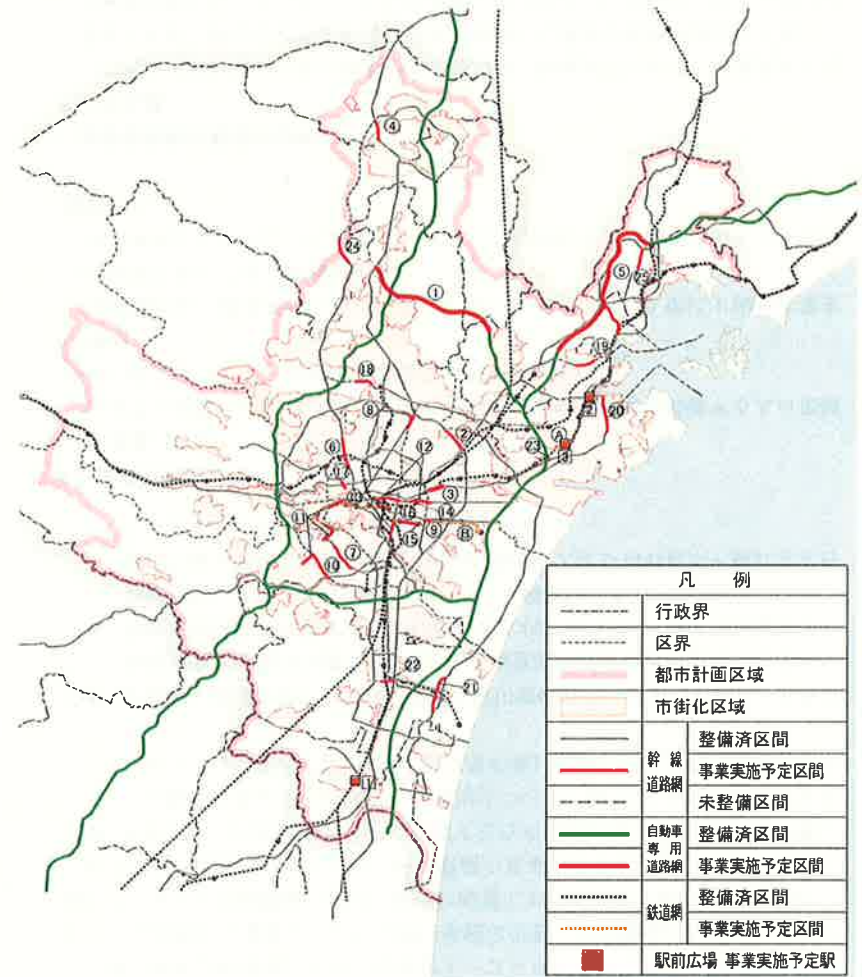 ④
㉔
①
⑤
㉕
⑲
⑱
2
⑳
⑧
②
Ⓐ
⑥
⑫
㉓
3
⑰
③
⑪
⑭
⑨
Ⓑ
⑮
⑦
⑩
㉒
㉑
1
凡 例
行政界
区界
都市計画区域
市街化区域
幹線道路網
整備済区間
事業実施予定区間
未整備区間
自動車専用道路網
整備済区間
事業実施予定区間
鉄道網
整備済区間
事業実施予定区間
駅前広場 事業実施予定駅